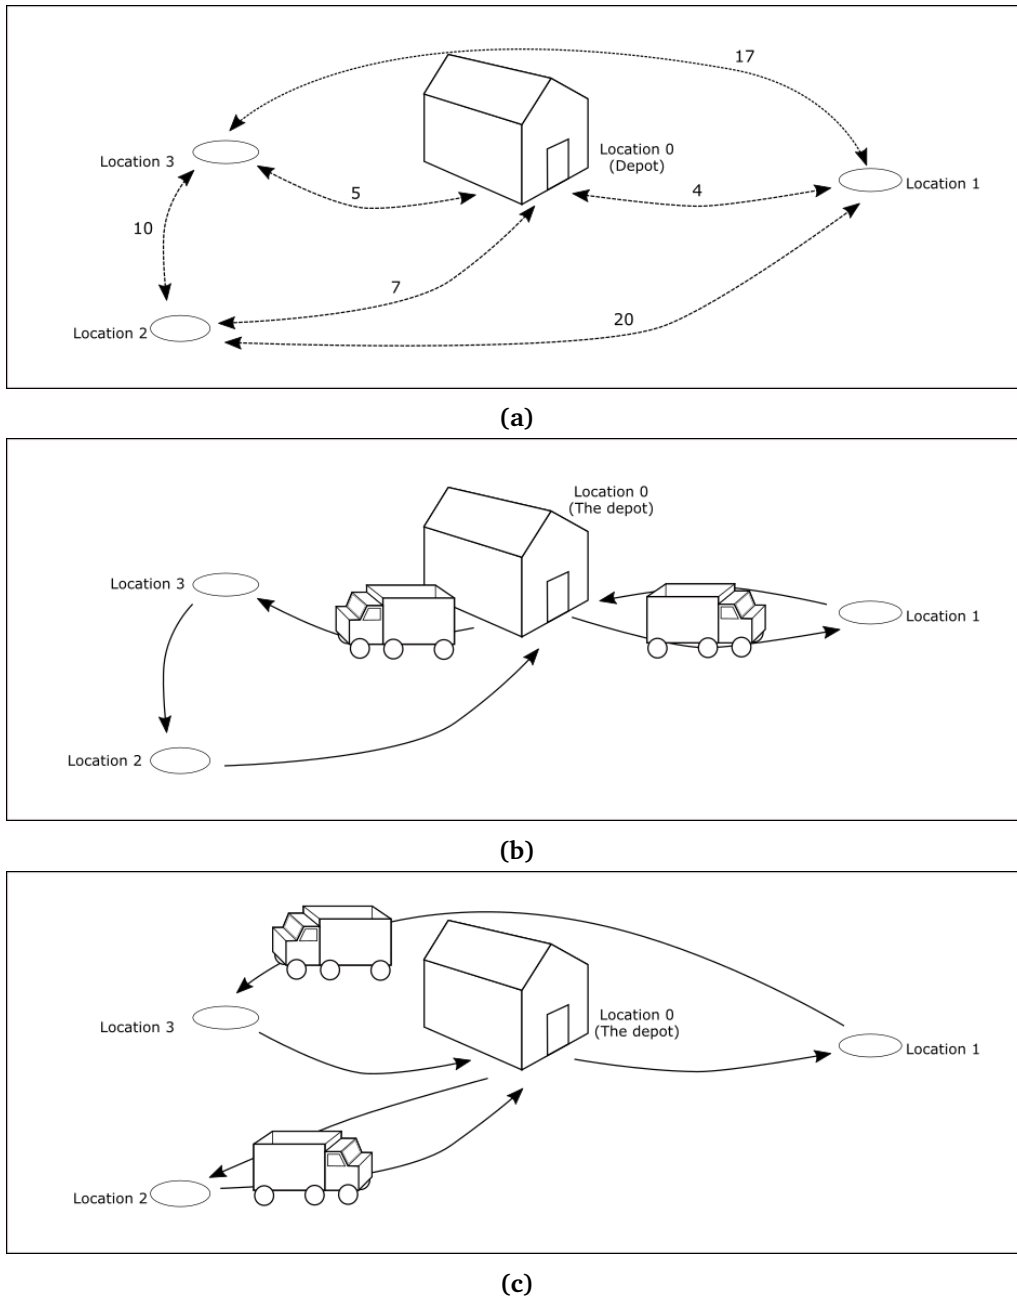 17
Location 3
Location 0
(Depot)
Location 1
5
4
10
7
Location 2
20
(a)
Location 0
(The depot)
Location 3
Location 1
Location 2
(b)
Location 3
Location 0
(The depot)
Location 1
Location 2
(c)